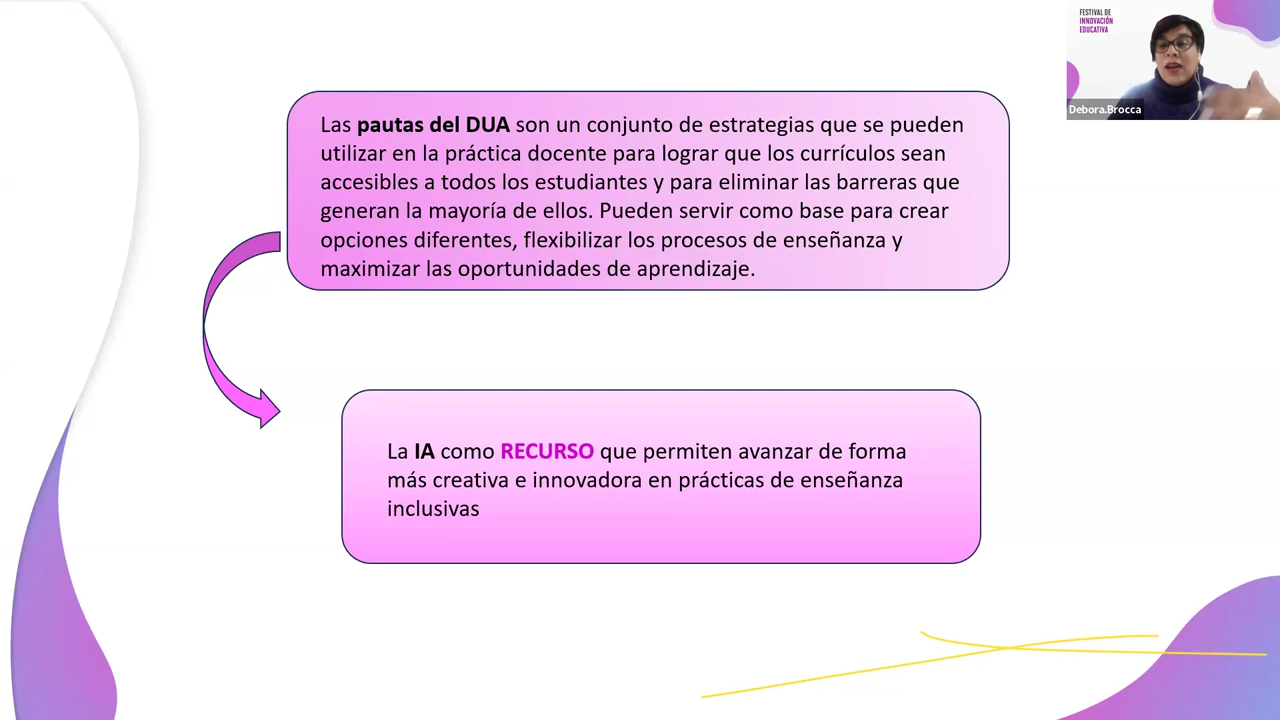 FESTIVAL DE
INNOVACIÓN
EDUCATIVA
Debora.Brocca
Las pautas del DUA son un conjunto de estrategias que se pueden
utilizar en la práctica docente para lograr que los currículos sean
accesibles a todos los estudiantes y para eliminar las barreras que
generan la mayoría de ellos. Pueden servir como base para crear
opciones diferentes, flexibilizar los procesos de enseñanza y
maximizar las oportunidades de aprendizaje.
La IA como RECURSO que permiten avanzar de forma
más creativa e innovadora en prácticas de enseñanza
inclusivas